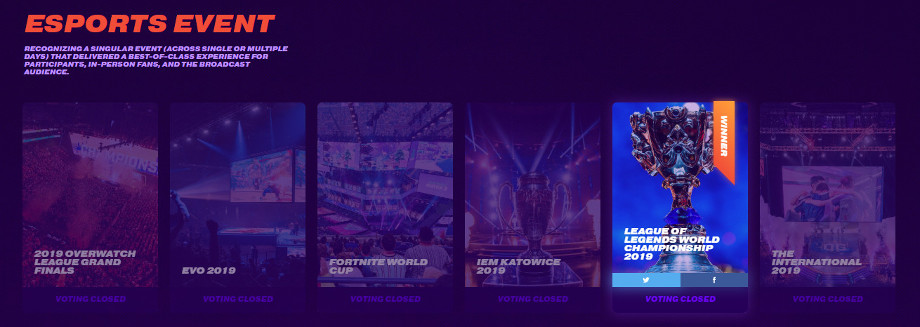 ESPORTS EVENT
RECOGNIZING A SINGULAR EVENT (ACROSS SINGLE OR MULTIPLE
DAYS) THAT DELIVERED A BEST-OF-CLASS EXPERIENCE FOR
PARTICIPANTS, IN-PERSON FANS, AND THE BROADCAST
AUDIENCE.
2019 OVERWATCH
LEAGUE GRAND
FINALS
VOTING CLOSED
EVO 2019
VOTING CLOSED
FORTNITE WORLD
CUP
VOTING CLOSED
IEM KATOWICE
2019
VOTING CLOSED
WINNER
LEAGUE OF
LEGENDS WORLD
CHAMPIONSHIP
2019
VOTING CLOSED
THE
INTERNATIONAL
2019
VOTING CLOSED